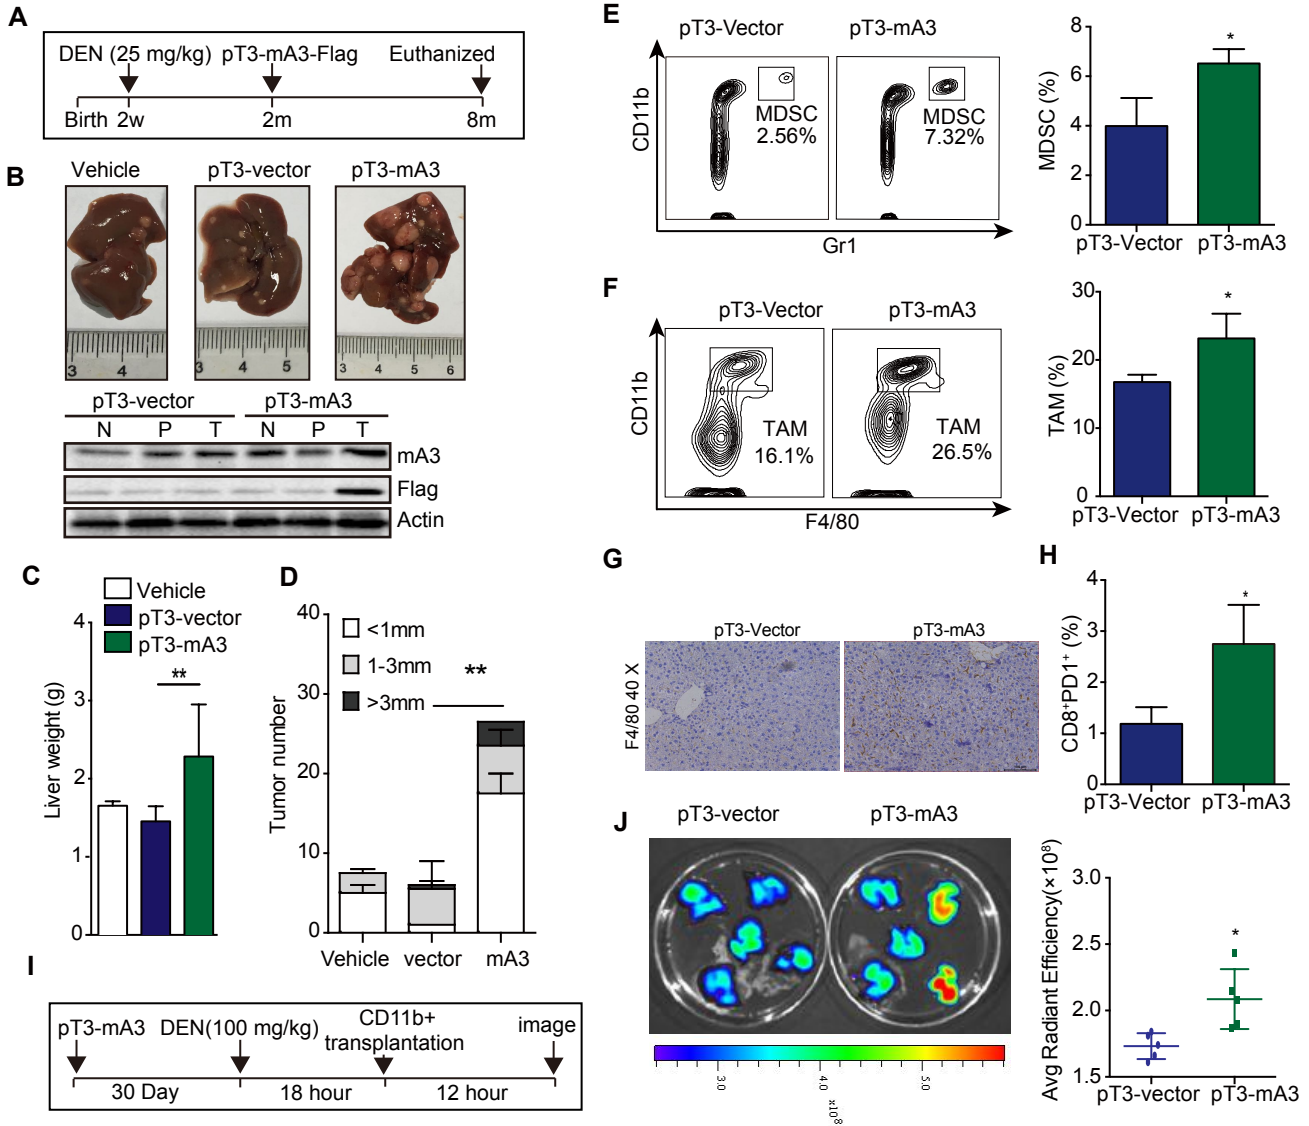 A
DEN (25 mg/kg) pT3-mA3-Flag Euthanized
Birth 2w 2m 8m
B
Vehicle pT3-vector pT3-mA3
3 4
4 5
3 4 5 6
pT3-vector pT3-mA3
N P T N P T
mA3
Flag
Actin
C
Vehicle
pT3-vector
pT3-mA3
Liver weight (g)
4
3
2
1
0
**
D
Tumor number
40
30
20
10
0
<1mm
1-3mm
>3mm
**
Vehicle vector mA3
E
pT3-Vector pT3-mA3
CD11b
MDSC
2.56%
MDSC
7.32%
Gr1
MDSC (%)
8
6
4
2
0
*
pT3-Vector pT3-mA3
F
pT3-Vector pT3-mA3
CD11b
TAM
16.1%
TAM
26.5%
F4/80
TAM (%)
30
20
10
0
*
pT3-Vector pT3-mA3
G
pT3-Vector pT3-mA3
F4/80 40 X
H
CD8⁺PD1⁺ (%)
4
3
2
1
0
*
pT3-Vector pT3-mA3
I
pT3-mA3 DEN(100 mg/kg) CD11b+
transplantation image
30 Day 18 hour 12 hour
J
pT3-vector pT3-mA3
3.0 4.0 5.0
x10⁸
Avg Radiant Efficiency(×10⁸)
3.0
2.5
2.0
1.5
*
pT3-vector pT3-mA3